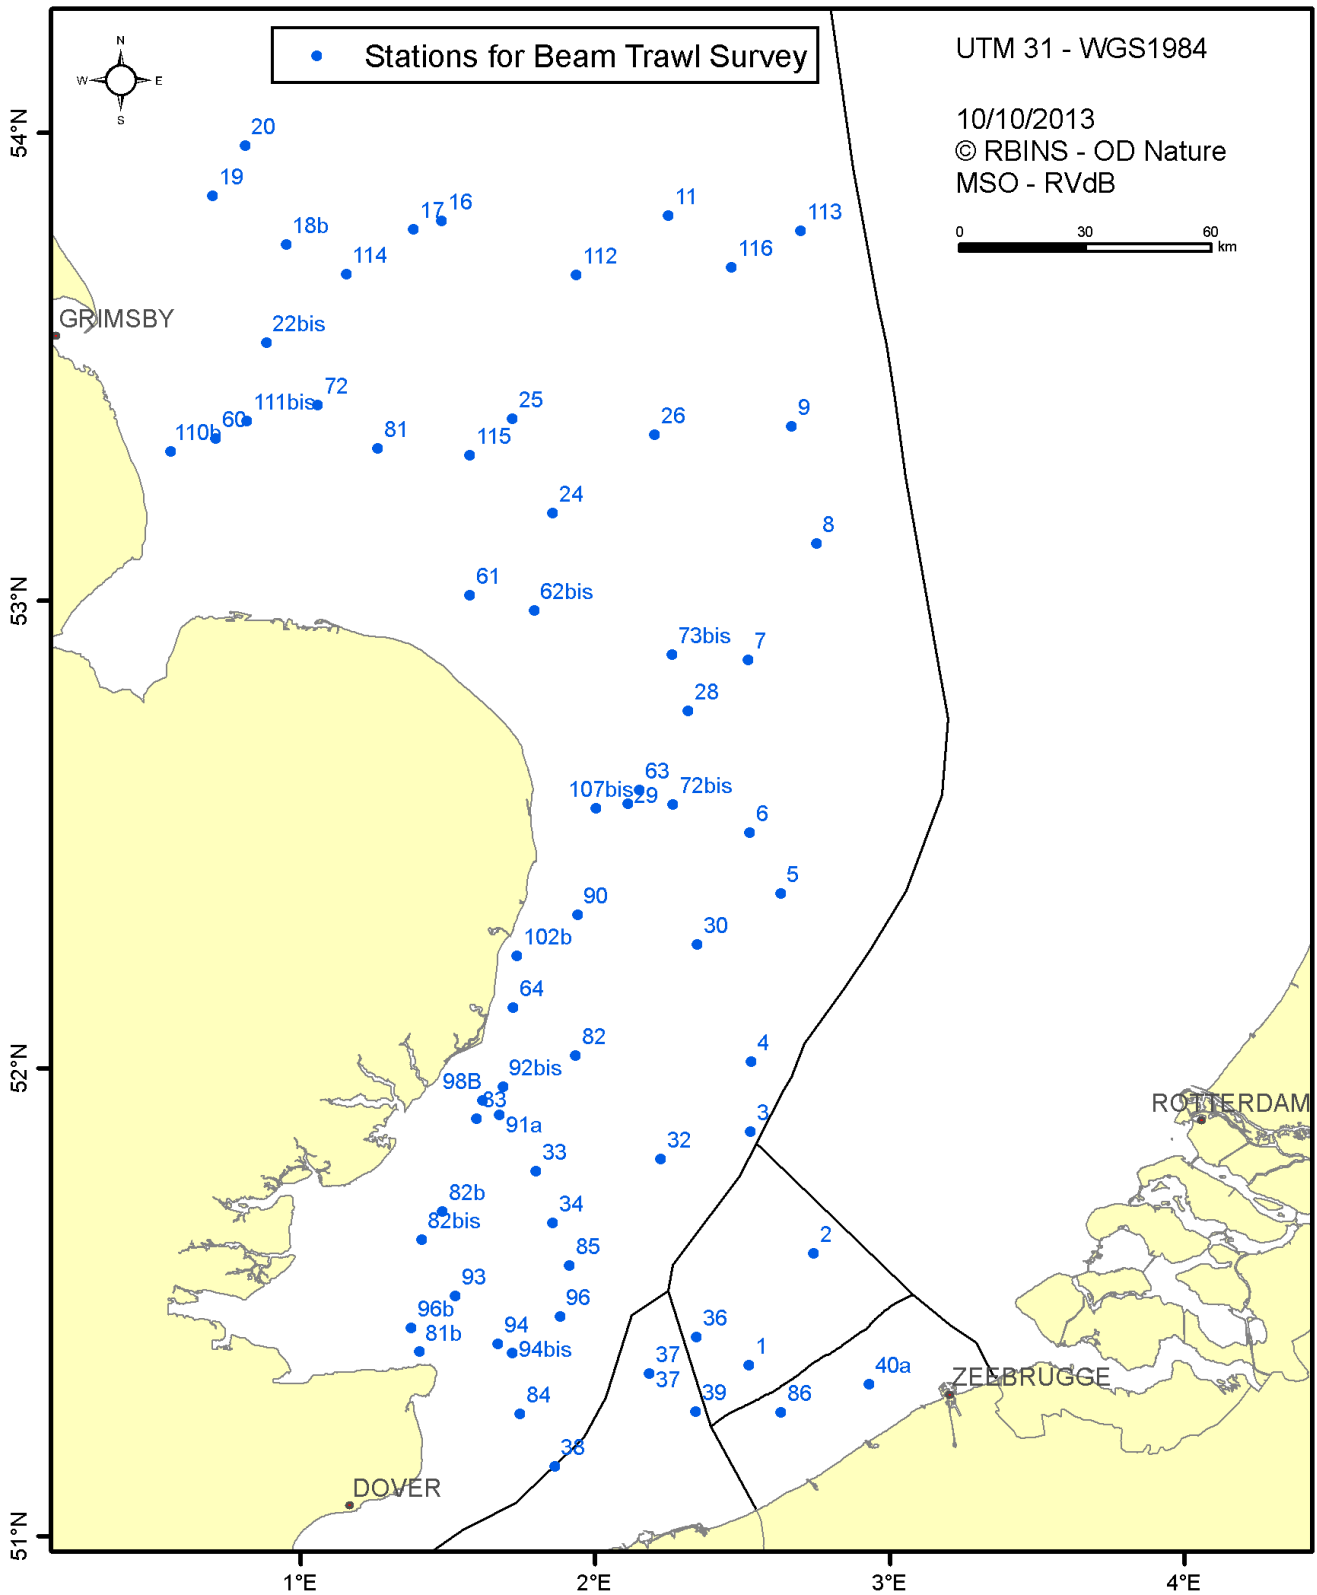 Stations for Beam Trawl Survey
UTM 31 - WGS1984
10/10/2013
© RBINS - OD Nature
MSO - RVdB
0 30 60
km
N
W E
S
54°N
53°N
52°N
51°N
1°E 2°E 3°E 4°E
20
19
18b
17 16
11
113
114
112
116
GRIMSBY
22bis
72
111bis
60
110b
81
25
115
26
9
24
8
61
62bis
73bis
7
28
63
107bis
29
72bis
6
5
90
30
102b
64
82
4
92bis
98B
83
91a
3
ROTTERDAM
33
32
82b
82bis
34
2
85
93
96
96b
81b
94
94bis
36
37
37
1
40a
ZEEBRUGGE
84
39
86
38
DOVER